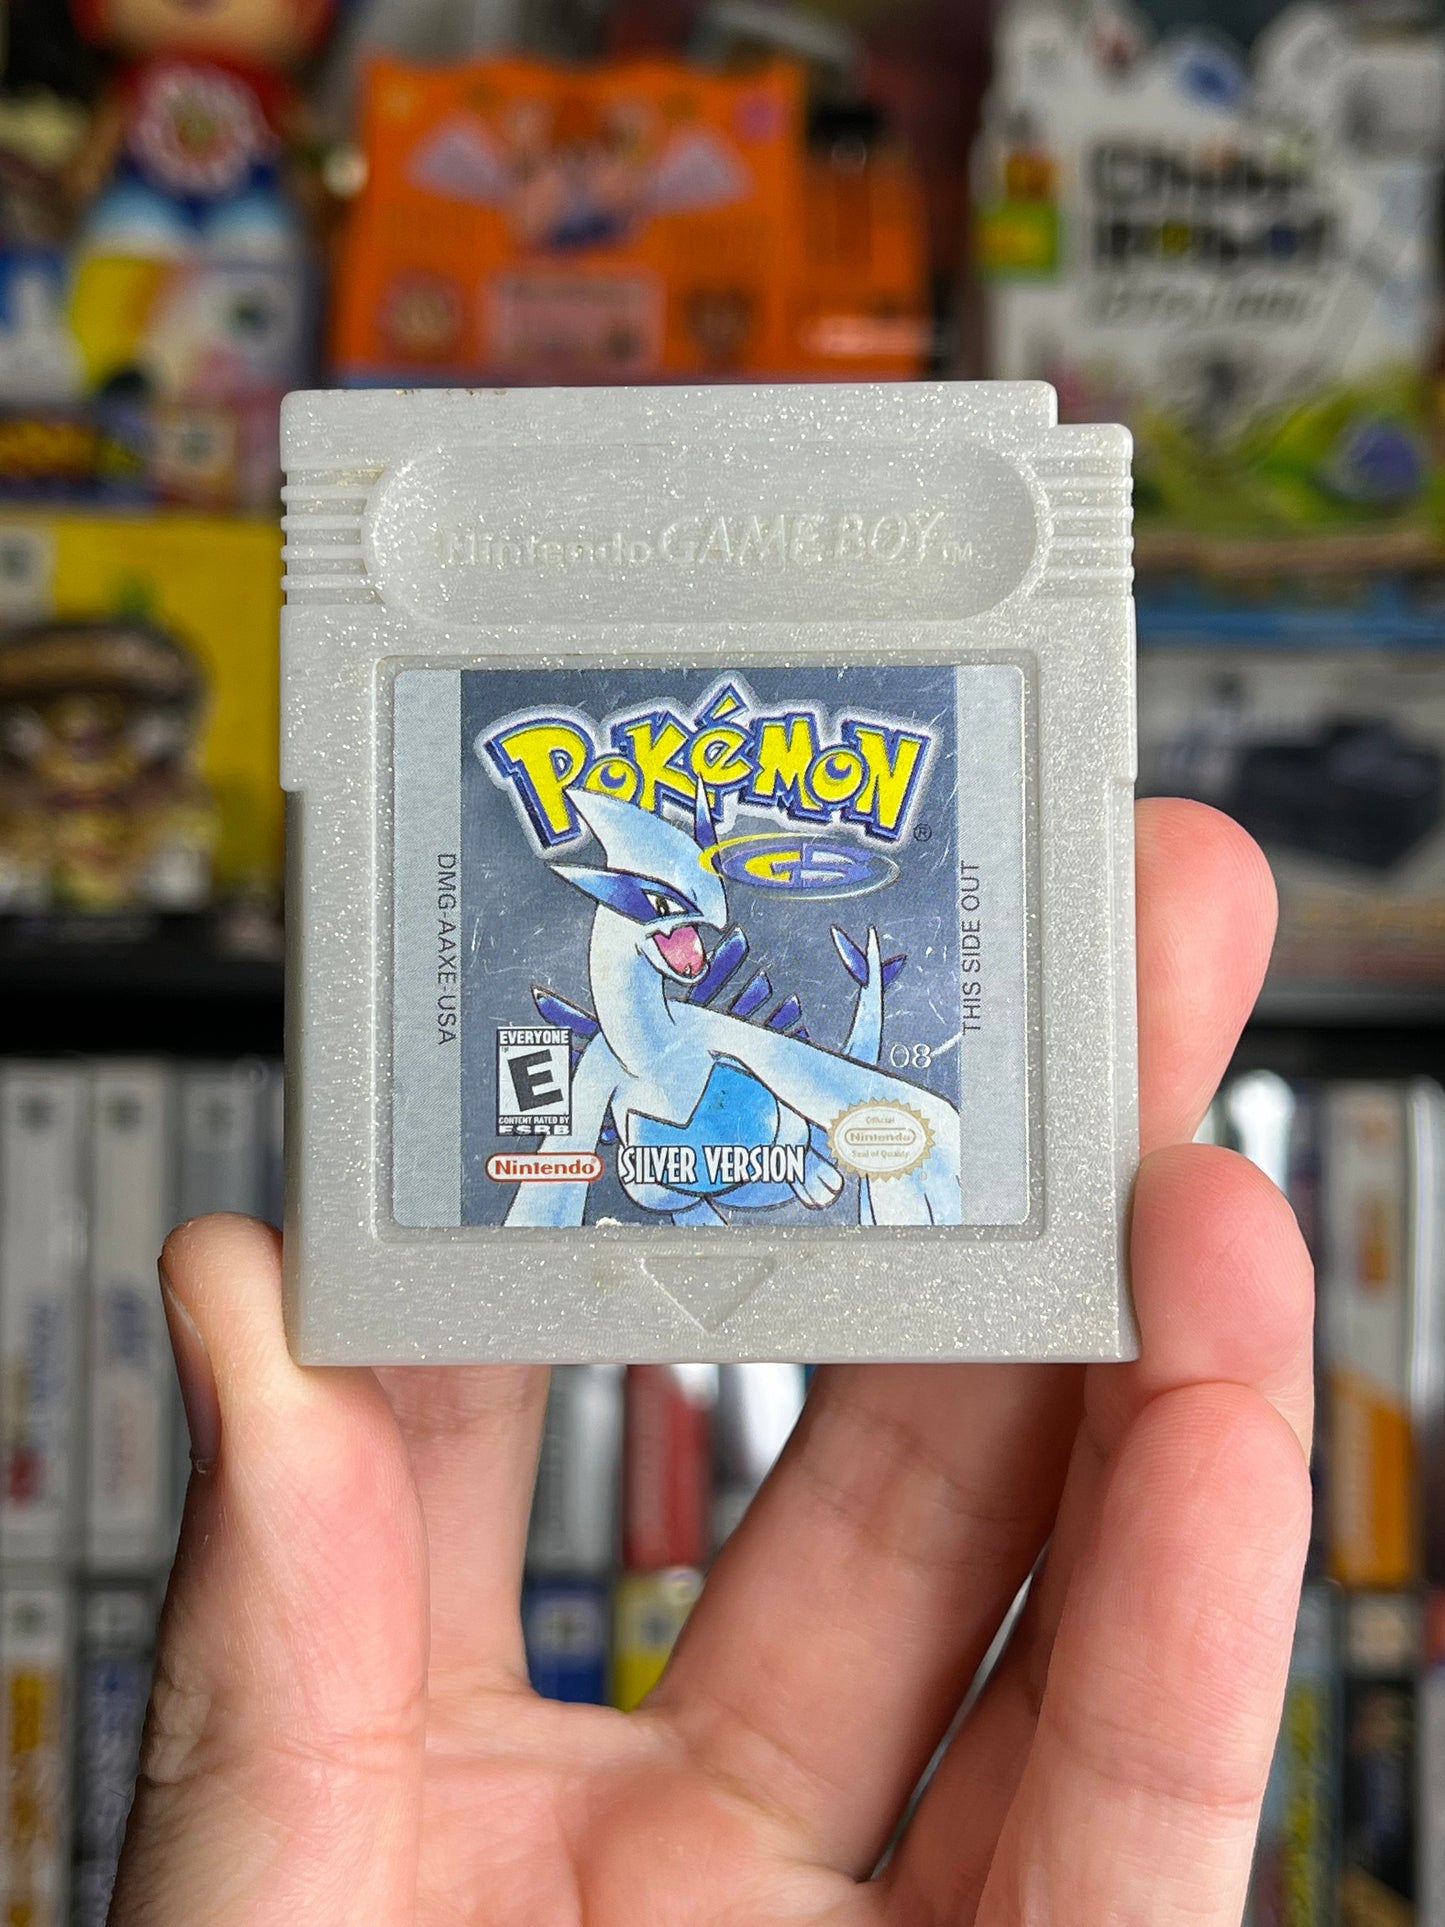 Nintendo GAME BOY TM
POKéMON
®
GS
DMG-AAXE-USA
THIS SIDE OUT
EVERYONE
E
CONTENT RATED BY
ESRB
08
Official
Nintendo
Seal of Quality
Nintendo®
SILVER VERSION